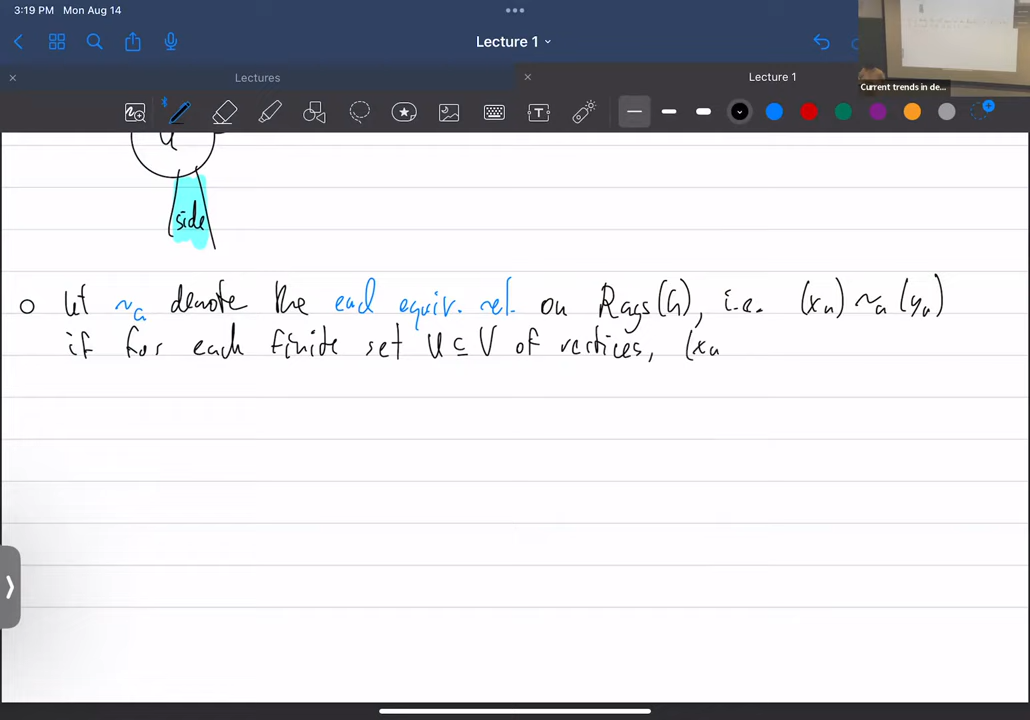 3:19 PM Mon Aug 14
Lecture 1
Lectures
Lecture 1
Current trends in de...
U
side
o let ~G denote the end equiv. rel. on Rays(G), i.e. (xn) ~G (yn)
if for each finite set U ⊆ V of vertices, (xn